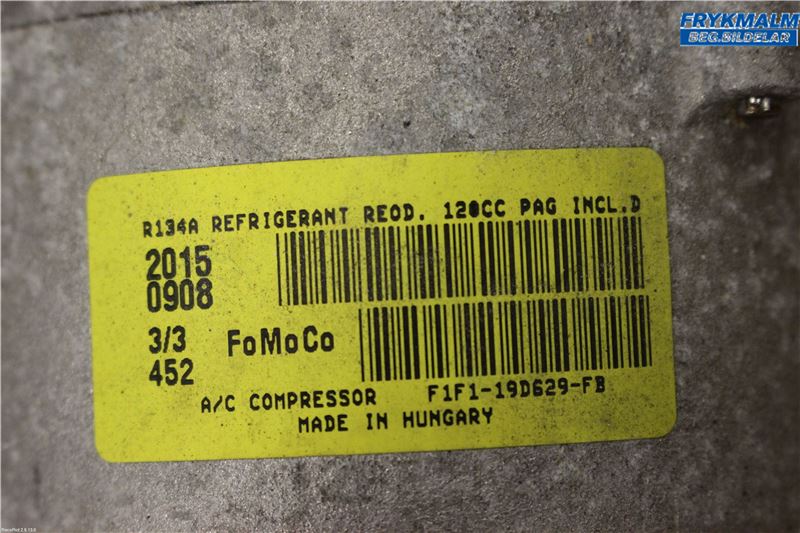 FRYKMALM
BEG.BILDELAR
R134A REFRIGERANT REOD. 120CC PAG INCL.D
2015
0908
3/3
452
FoMoCo
A/C COMPRESSOR F1F1-19D629-FB
MADE IN HUNGARY